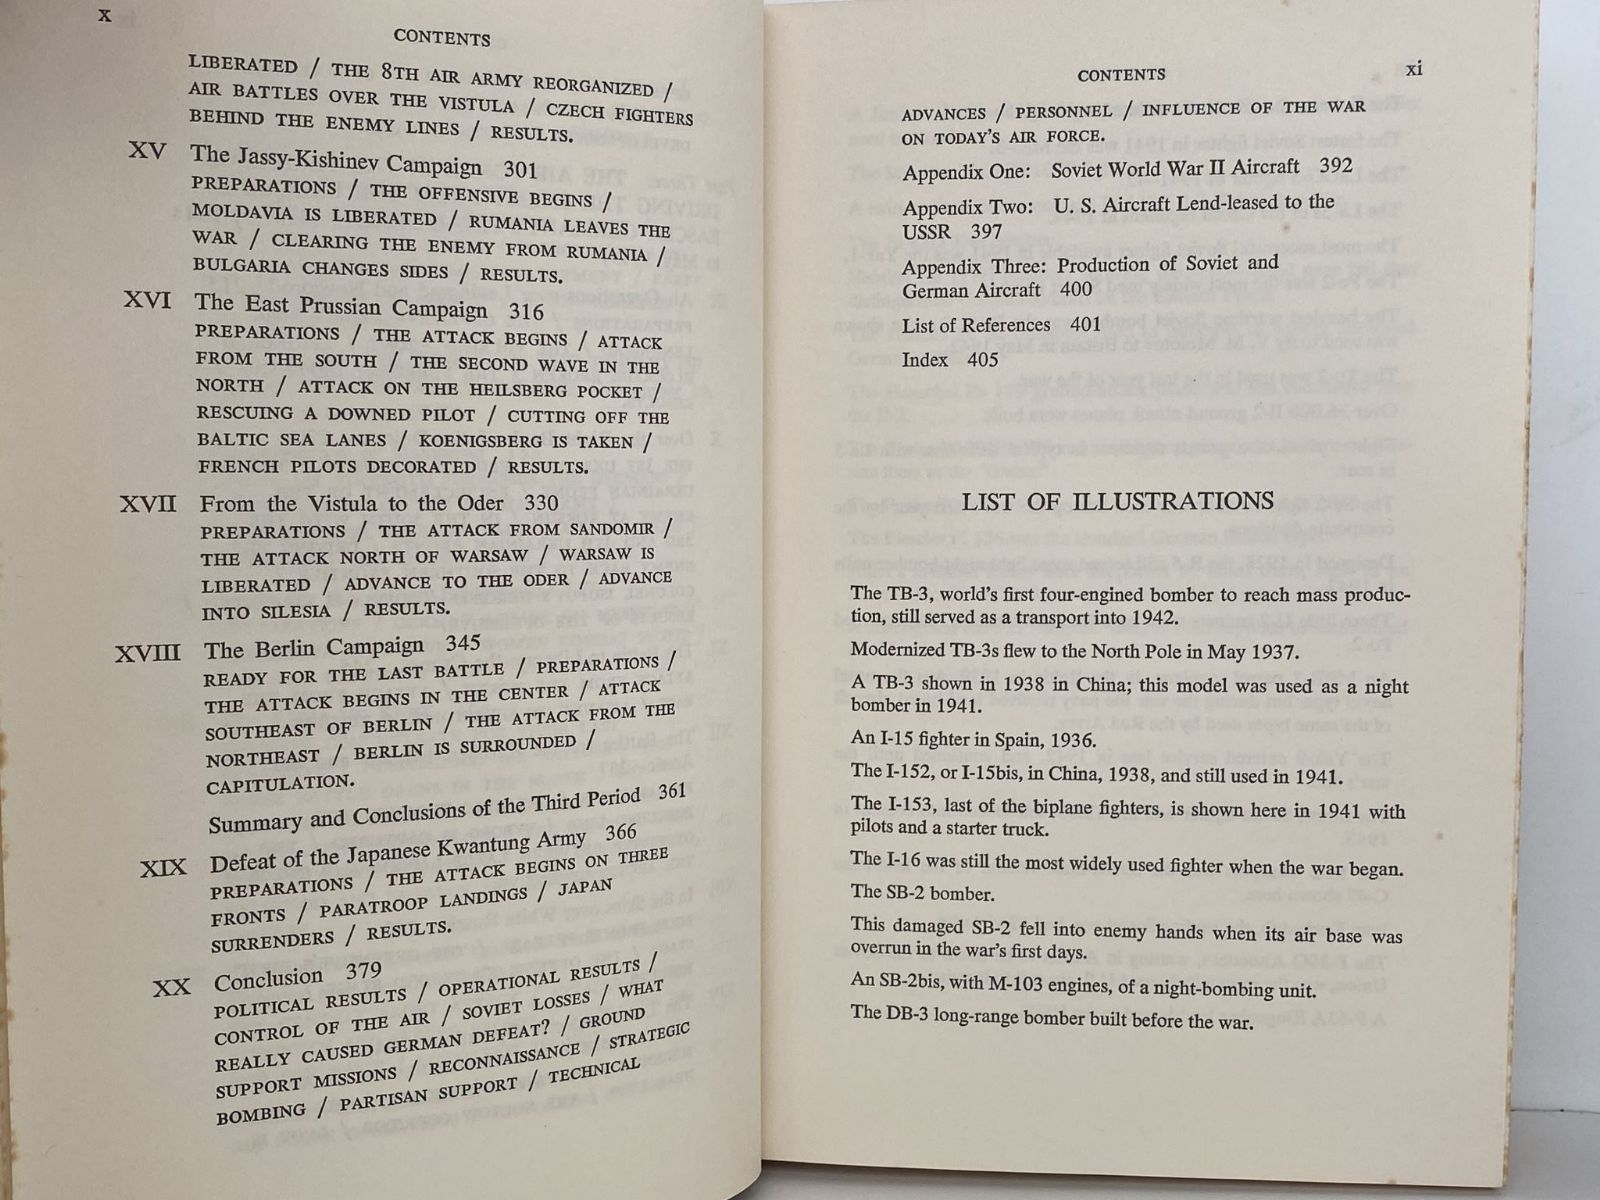 x
CONTENTS
LIBERATED / THE 8TH AIR ARMY REORGANIZED /
AIR BATTLES OVER THE VISTULA / CZECH FIGHTERS
BEHIND THE ENEMY LINES / RESULTS.
XV The Jassy-Kishinev Campaign 301
PREPARATIONS / THE OFFENSIVE BEGINS /
MOLDAVIA IS LIBERATED / RUMANIA LEAVES THE
WAR / CLEARING THE ENEMY FROM RUMANIA /
BULGARIA CHANGES SIDES / RESULTS.
XVI The East Prussian Campaign 316
PREPARATIONS / THE ATTACK BEGINS / ATTACK
FROM THE SOUTH / THE SECOND WAVE IN THE
NORTH / ATTACK ON THE HEILSBERG POCKET /
RESCUING A DOWNED PILOT / CUTTING OFF THE
BALTIC SEA LANES / KOENIGSBERG IS TAKEN /
FRENCH PILOTS DECORATED / RESULTS.
XVII From the Vistula to the Oder 330
PREPARATIONS / THE ATTACK FROM SANDOMIR /
THE ATTACK NORTH OF WARSAW / WARSAW IS
LIBERATED / ADVANCE TO THE ODER / ADVANCE
INTO SILESIA / RESULTS.
XVIII The Berlin Campaign 345
READY FOR THE LAST BATTLE / PREPARATIONS /
THE ATTACK BEGINS IN THE CENTER / ATTACK
SOUTHEAST OF BERLIN / THE ATTACK FROM THE
NORTHEAST / BERLIN IS SURROUNDED /
CAPITULATION.
Summary and Conclusions of the Third Period 361
XIX Defeat of the Japanese Kwantung Army 366
PREPARATIONS / THE ATTACK BEGINS ON THREE
FRONTS / PARATROOP LANDINGS / JAPAN
SURRENDERS / RESULTS.
XX Conclusion 379
POLITICAL RESULTS / OPERATIONAL RESULTS /
CONTROL OF THE AIR / SOVIET LOSSES / WHAT
REALLY CAUSED GERMAN DEFEAT? / GROUND
SUPPORT MISSIONS / RECONNAISSANCE / STRATEGIC
BOMBING / PARTISAN SUPPORT / TECHNICAL
CONTENTS xi
ADVANCES / PERSONNEL / INFLUENCE OF THE WAR
ON TODAY'S AIR FORCE.
Appendix One: Soviet World War II Aircraft 392
Appendix Two: U. S. Aircraft Lend-leased to the
USSR 397
Appendix Three: Production of Soviet and
German Aircraft 400
List of References 401
Index 405
LIST OF ILLUSTRATIONS
The TB-3, world's first four-engined bomber to reach mass produc-
tion, still served as a transport into 1942.
Modernized TB-3s flew to the North Pole in May 1937.
A TB-3 shown in 1938 in China; this model was used as a night
bomber in 1941.
An I-15 fighter in Spain, 1936.
The I-152, or I-15bis, in China, 1938, and still used in 1941.
The I-153, last of the biplane fighters, is shown here in 1941 with
pilots and a starter truck.
The I-16 was still the most widely used fighter when the war began.
The SB-2 bomber.
This damaged SB-2 fell into enemy hands when its air base was
overrun in the war's first days.
An SB-2bis, with M-103 engines, of a night-bombing unit.
The DB-3 long-range bomber built before the war.